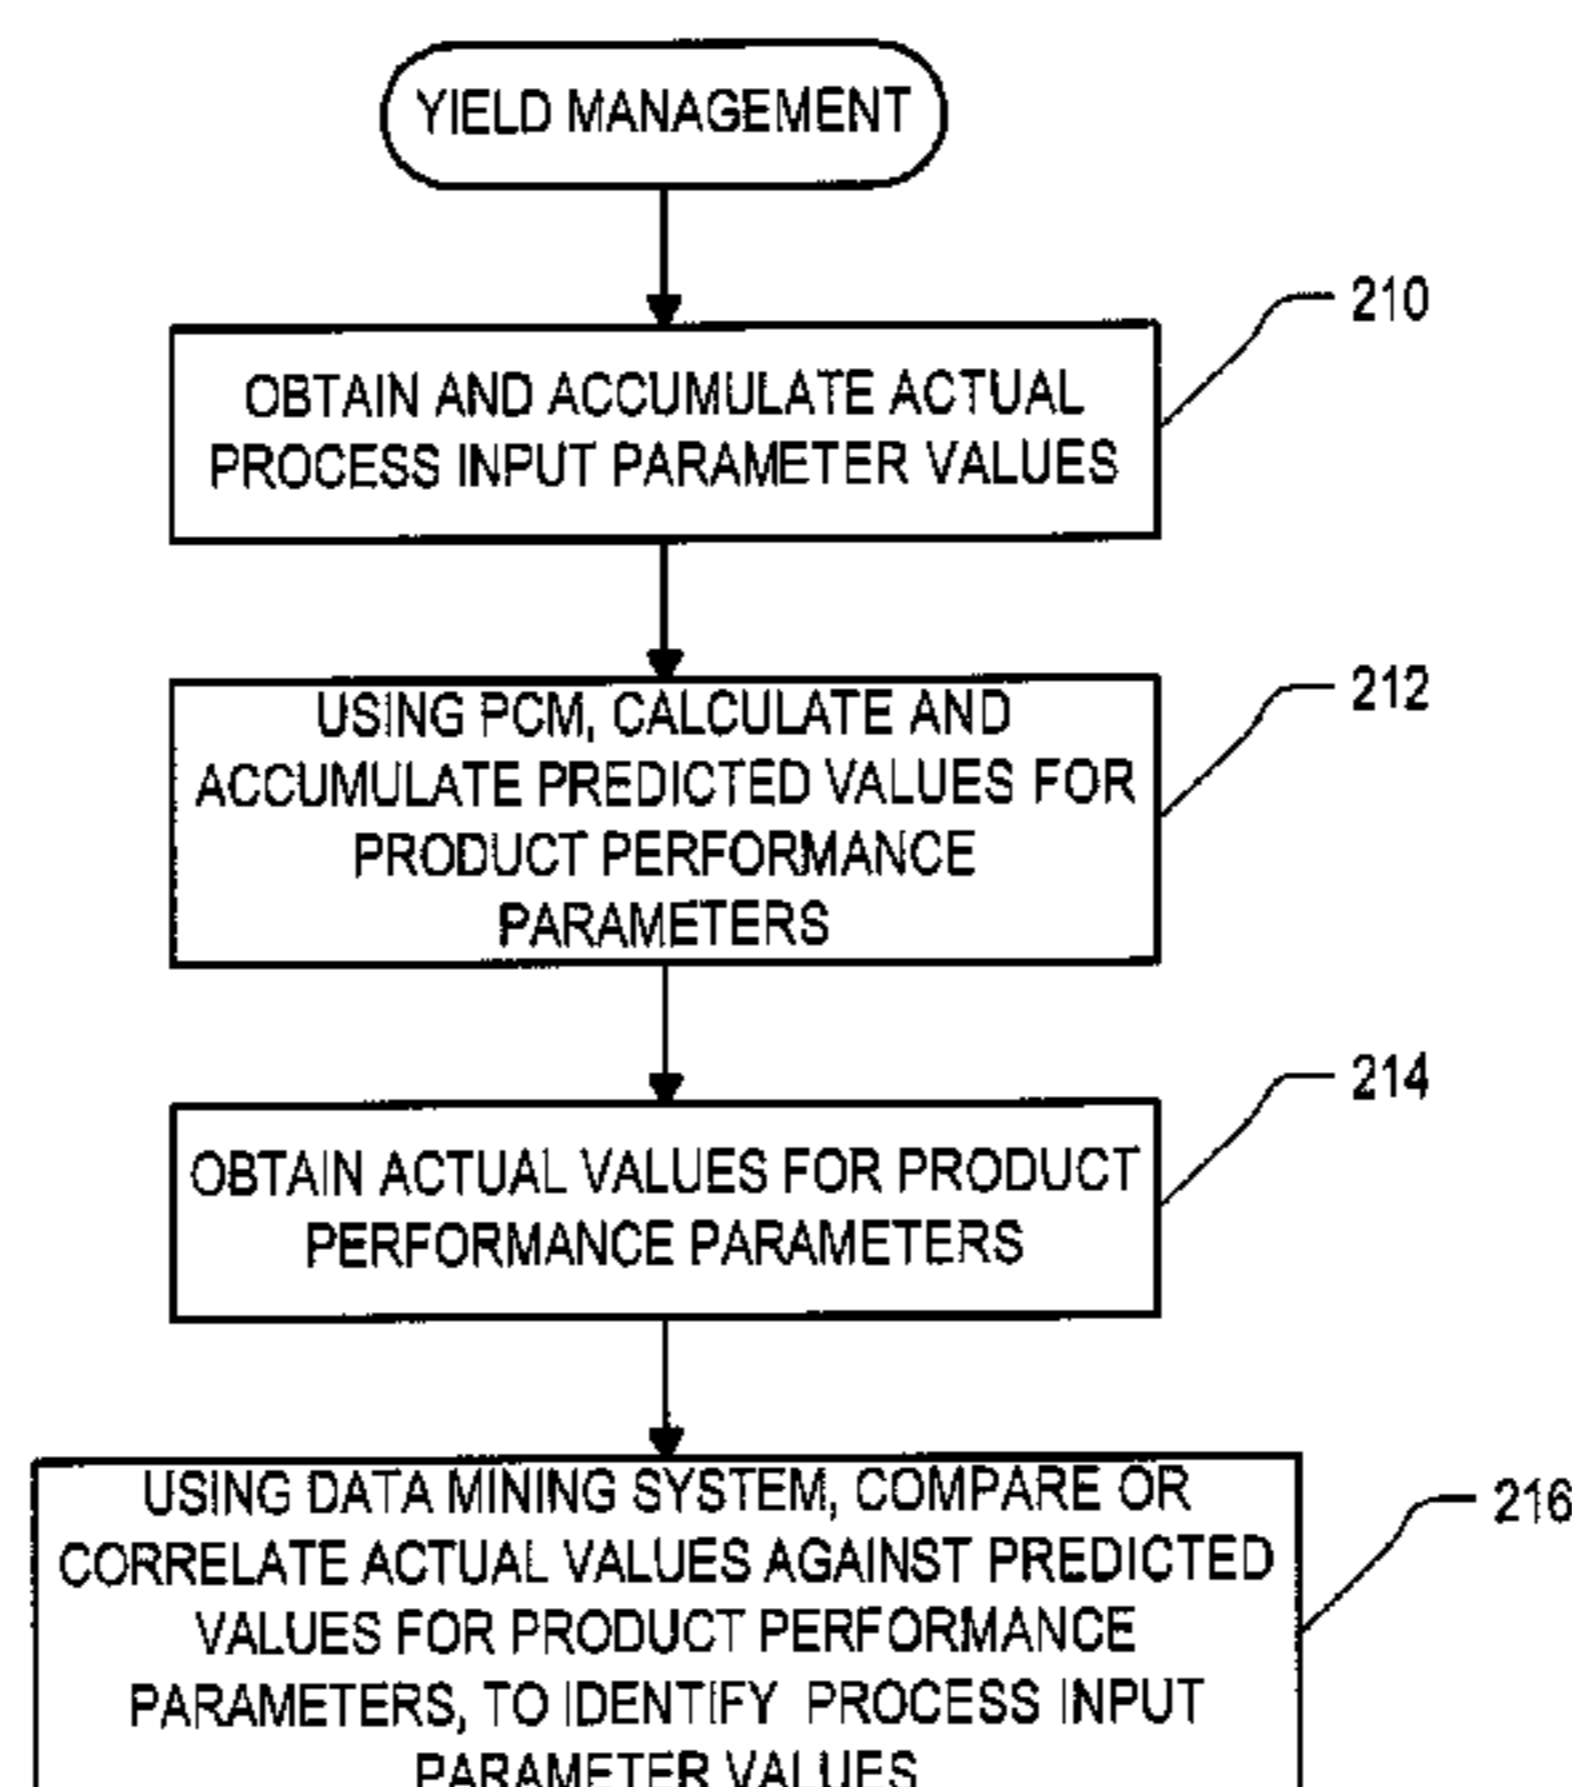 YIELD MANAGEMENT
210
OBTAIN AND ACCUMULATE ACTUAL
PROCESS INPUT PARAMETER VALUES
212
USING PCM, CALCULATE AND
ACCUMULATE PREDICTED VALUES FOR
PRODUCT PERFORMANCE
PARAMETERS
214
OBTAIN ACTUAL VALUES FOR PRODUCT
PERFORMANCE PARAMETERS
216
USING DATA MINING SYSTEM, COMPARE OR
CORRELATE ACTUAL VALUES AGAINST PREDICTED
VALUES FOR PRODUCT PERFORMANCE
PARAMETERS, TO IDENTIFY PROCESS INPUT
PARAMETER VALUES